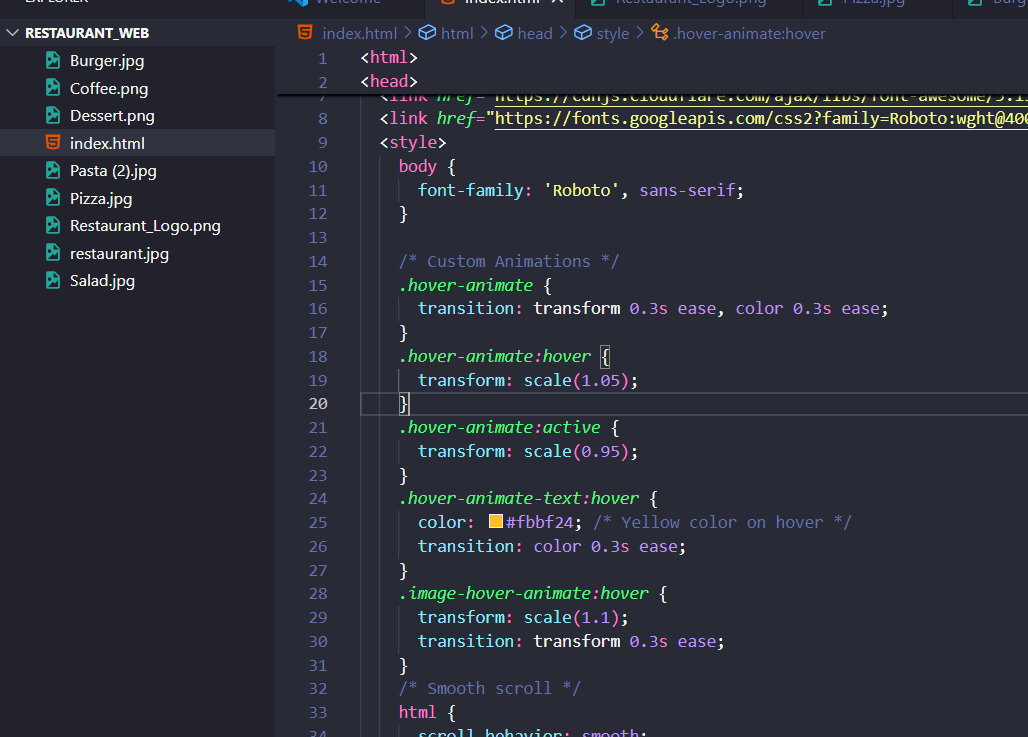 EXPLORER
RESTAURANT_WEB
Burger.jpg
Coffee.png
Dessert.png
index.html
Pasta (2).jpg
Pizza.jpg
Restaurant_Logo.png
restaurant.jpg
Salad.jpg
Welcome index.html Restaurant_Logo.png Pizza.jpg
index.html > html > head > style > .hover-animate:hover
1 <html>
2 <head>
7 <link href="https://cdnjs.cloudflare.com/ajax/libs/font-awesome/5.1
8 <link href="https://fonts.googleapis.com/css2?family=Roboto:wght@400
9 <style>
10 body {
11 font-family: 'Roboto', sans-serif;
12 }
13
14 /* Custom Animations */
15 .hover-animate {
16 transition: transform 0.3s ease, color 0.3s ease;
17 }
18 .hover-animate:hover {
19 transform: scale(1.05);
20 }
21 .hover-animate:active {
22 transform: scale(0.95);
23 }
24 .hover-animate-text:hover {
25 color: #fbbf24; /* Yellow color on hover */
26 transition: color 0.3s ease;
27 }
28 .image-hover-animate:hover {
29 transform: scale(1.1);
30 transition: transform 0.3s ease;
31 }
32 /* Smooth scroll */
33 html {
34 scroll-behavior: smooth;